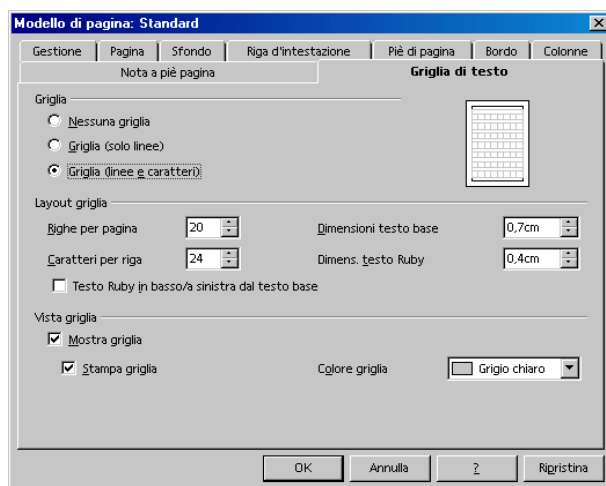 Modello di pagina: Standard
Gestione Pagina Sfondo Riga d'intestazione Piè di pagina Bordo Colonne
Nota a piè pagina Griglia di testo
Griglia
Nessuna griglia
Griglia (solo linee)
Griglia (linee e caratteri)
Layout griglia
Righe per pagina 20 Dimensioni testo base 0,7cm
Caratteri per riga 24 Dimens. testo Ruby 0,4cm
Testo Ruby in basso/a sinistra dal testo base
Vista griglia
Mostra griglia
Stampa griglia Colore griglia Grigio chiaro
OK Annulla ? Ripristina